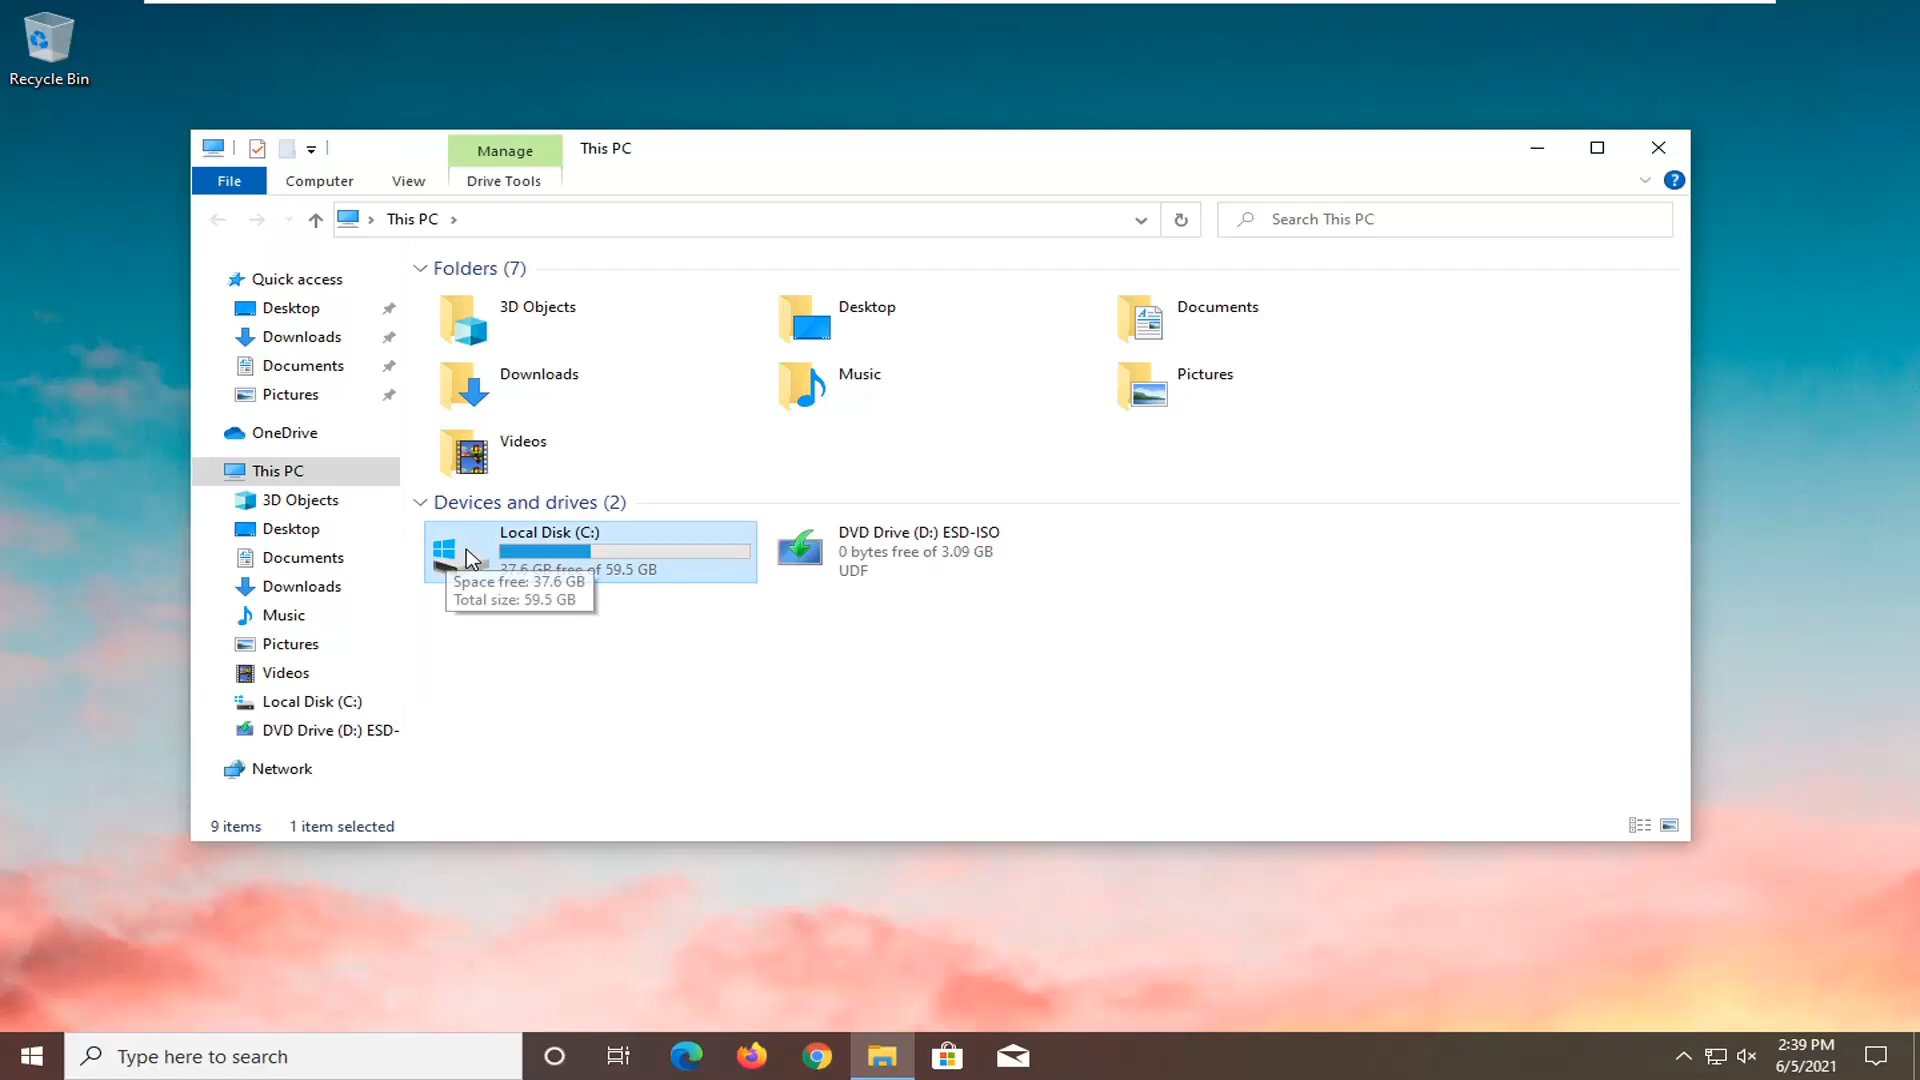 Recycle Bin
Manage
This PC
File
Computer
View
Drive Tools
This PC
Search This PC
Quick access
Desktop
Downloads
Documents
Pictures
OneDrive
This PC
3D Objects
Desktop
Documents
Downloads
Music
Pictures
Videos
Local Disk (C:)
DVD Drive (D:) ESD-
Network
Folders (7)
3D Objects
Desktop
Documents
Downloads
Music
Pictures
Videos
Devices and drives (2)
Local Disk (C:)
37.6 GB free of 59.5 GB
Space free: 37.6 GB
Total size: 59.5 GB
DVD Drive (D:) ESD-ISO
0 bytes free of 3.09 GB
UDF
9 items
1 item selected
Type here to search
2:39 PM
6/5/2021